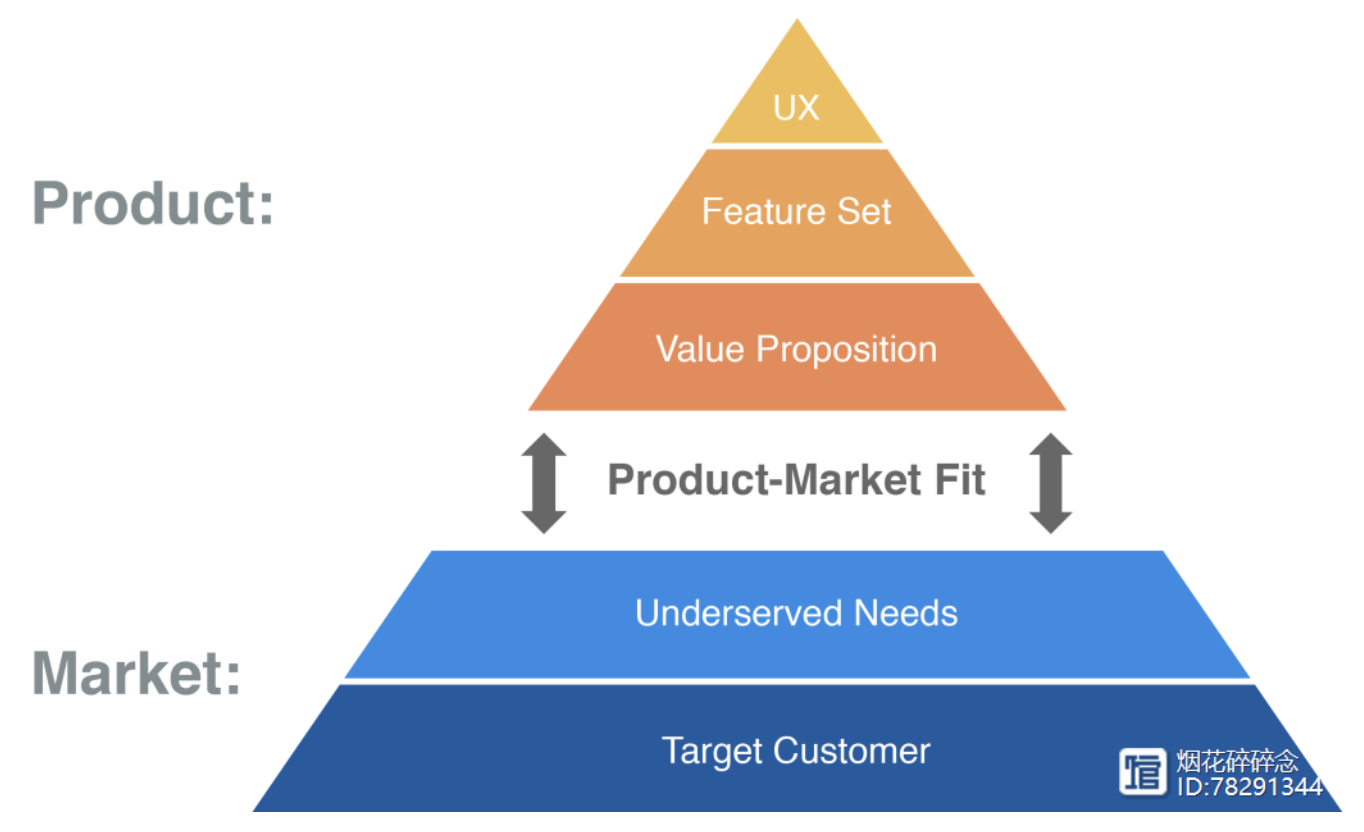 UX
Product:
Feature Set
Value Proposition
Product-Market Fit
Underserved Needs
Market:
Target Customer
烟花碎碎念
ID:78291344